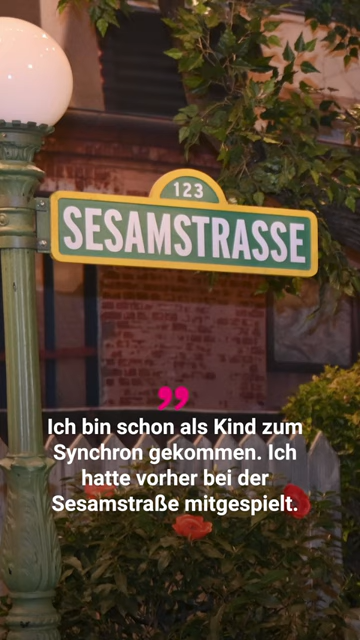 123
SESAMSTRASSE
Ich bin schon als Kind zum
Synchron gekommen. Ich
hatte vorher bei der
Sesamstraße mitgespielt.